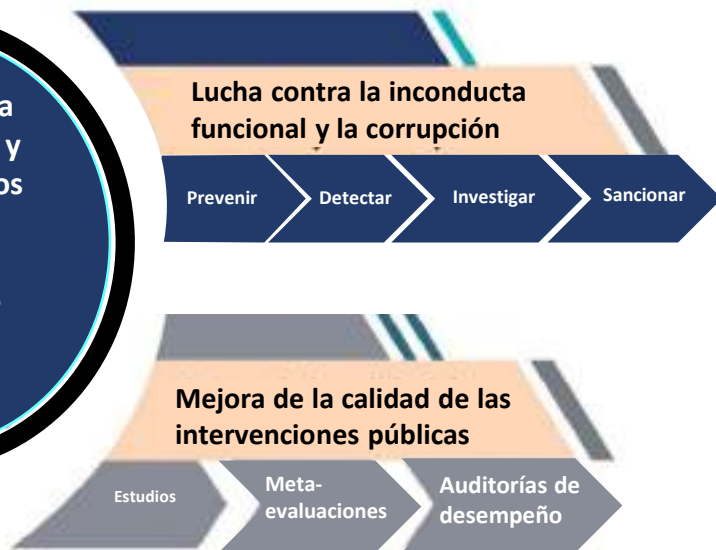 a
y
os
Lucha contra la inconducta
funcional y la corrupción
Prevenir
Detectar
Investigar
Sancionar
Mejora de la calidad de las
intervenciones públicas
Estudios
Meta-
evaluaciones
Auditorías de
desempeño